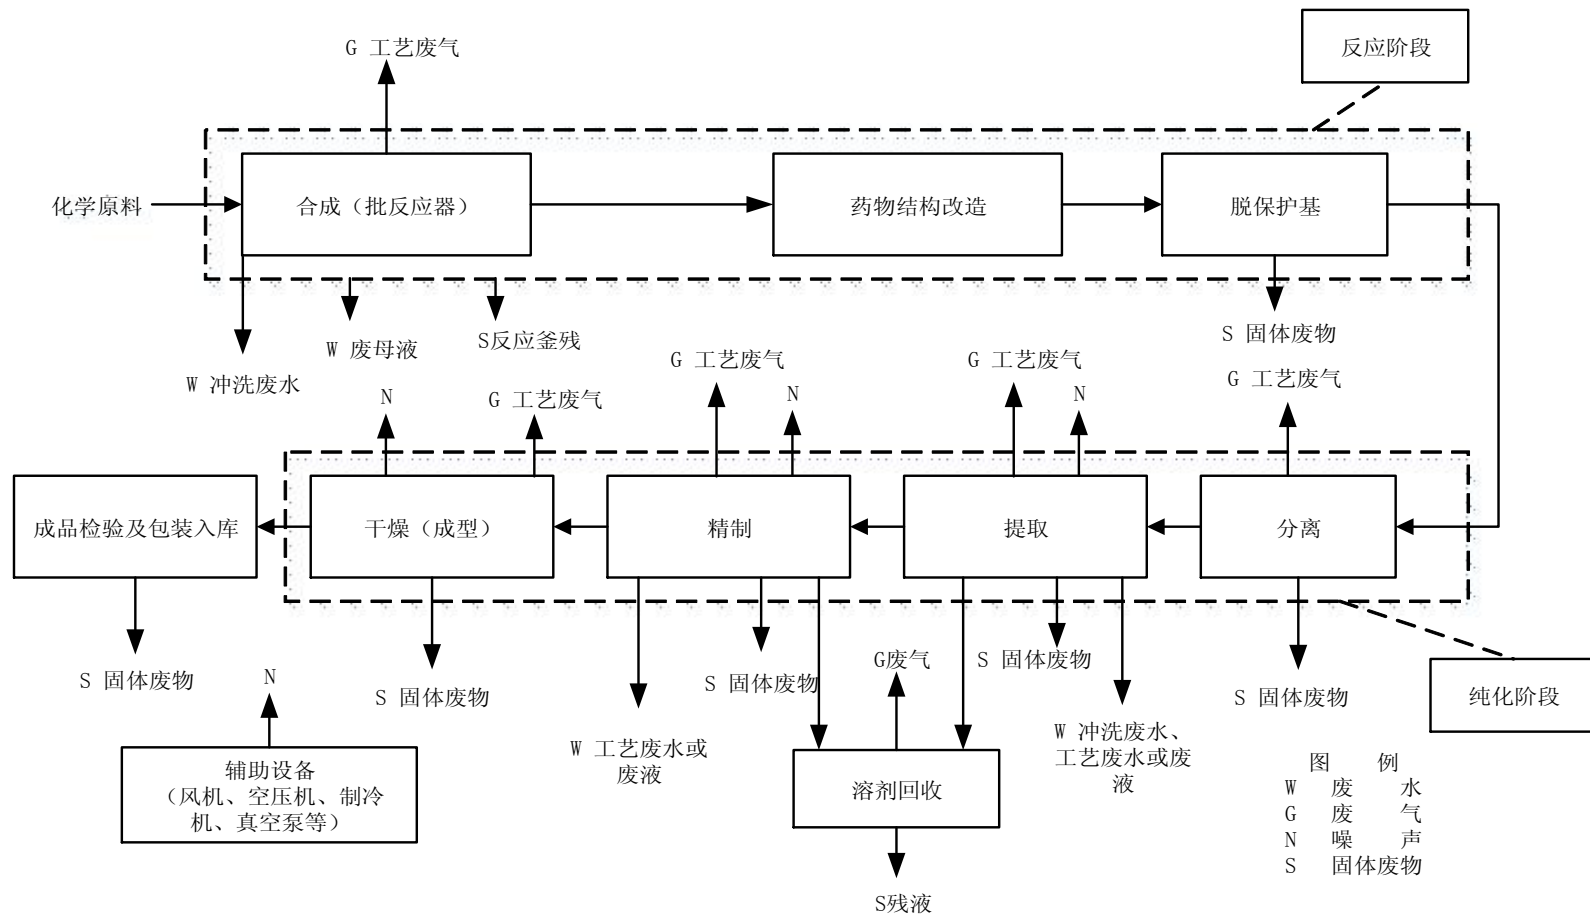 G 工艺废气
反应阶段
化学原料
合成（批反应器）
药物结构改造
脱保护基
W 冲洗废水
W 废母液
S反应釜残
S 固体废物
N
G 工艺废气
G 工艺废气
N
G 工艺废气
N
G 工艺废气
成品检验及包装入库
干燥（成型）
精制
提取
分离
S 固体废物
S 固体废物
W 工艺废水或
废液
S 固体废物
G废气
S 固体废物
W 冲洗废水、
工艺废水或废
液
S 固体废物
纯化阶段
N
辅助设备
（风机、空压机、制冷
机、真空泵等）
溶剂回收
S残液
图 例
W 废 水
G 废 气
N 噪 声
S 固体废物